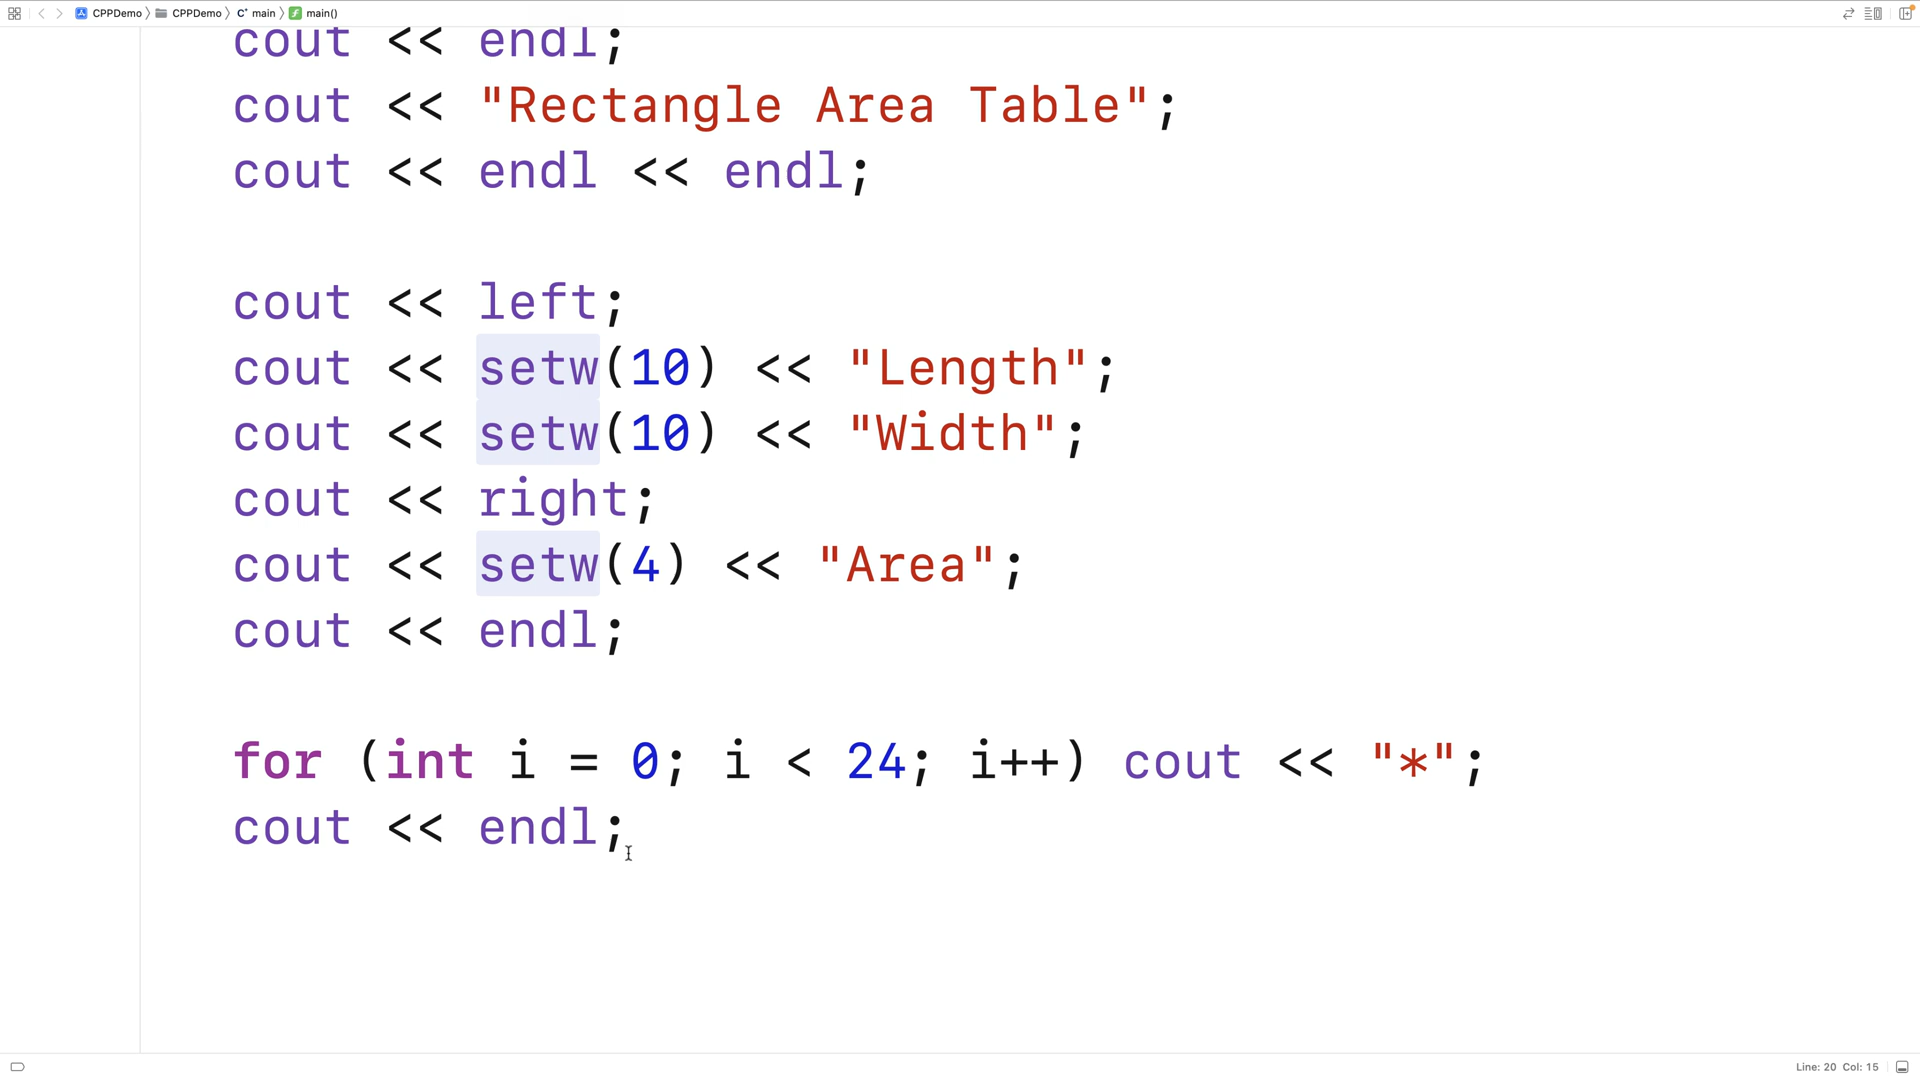 CPPDemo 〉 CPPDemo 〉 C+ main 〉 f main()
cout << endl;
cout << "Rectangle Area Table";
cout << endl << endl;
cout << left;
cout << setw(10) << "Length";
cout << setw(10) << "Width";
cout << right;
cout << setw(4) << "Area";
cout << endl;
for (int i = 0; i < 24; i++) cout << "*";
cout << endl;
Line: 20 Col: 15